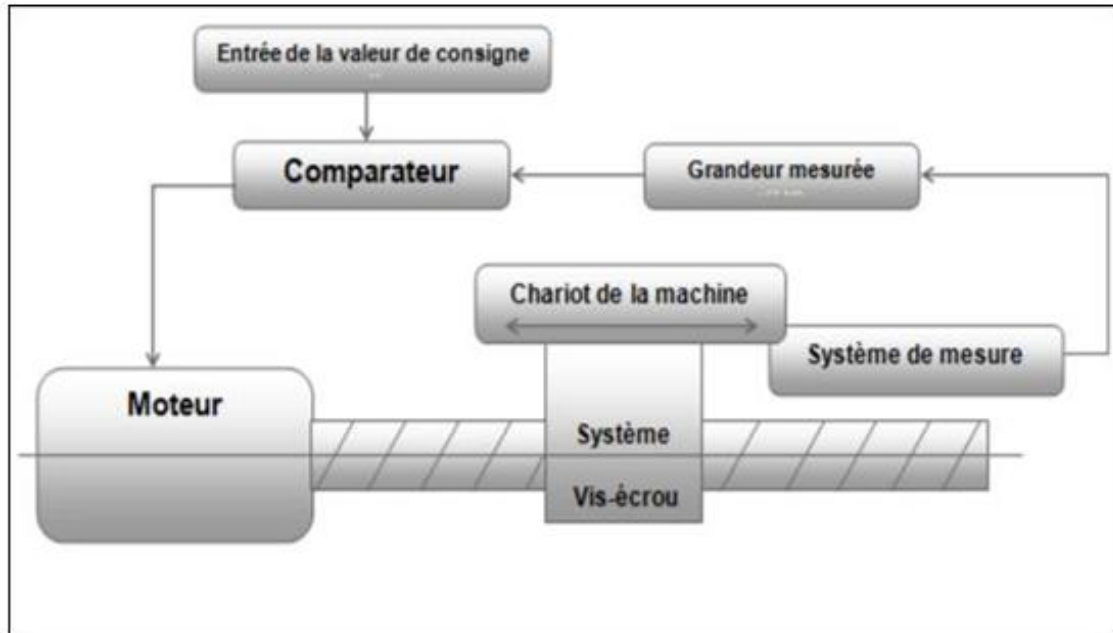 Entrée de la valeur de consigne
Comparateur
Grandeur mesurée
Chariot de la machine
Système de mesure
Moteur
Système
Vis-écrou